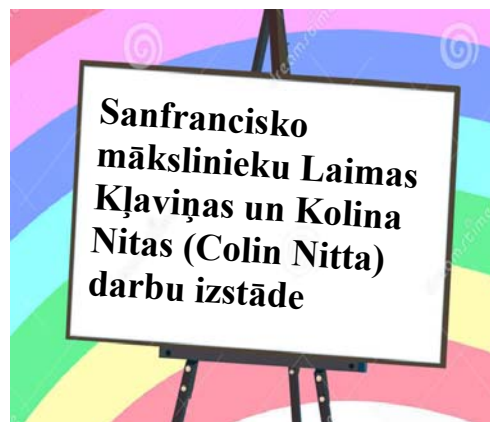 Sanfrancisko
mākslinieku Laimas
Kļaviņas un Kolina
Nitas (Colin Nitta)
darbu izstāde